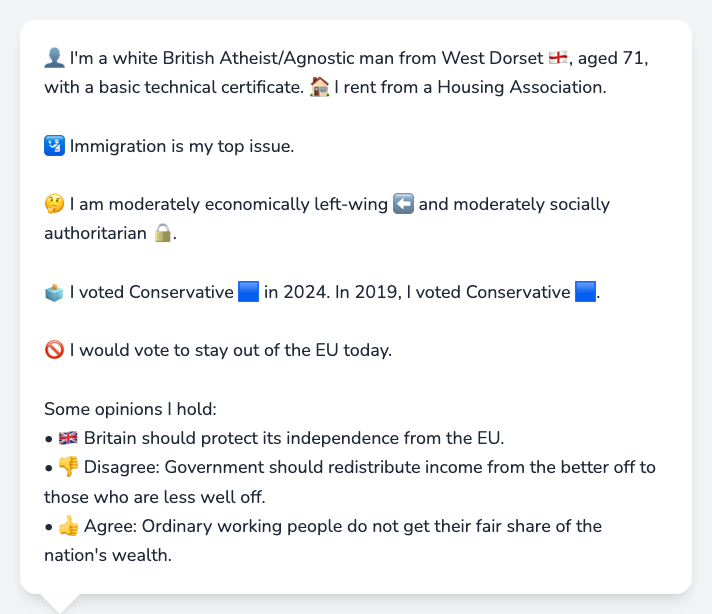 👤 I'm a white British Atheist/Agnostic man from West Dorset 🏴󠁧󠁢󠁥󠁮󠁧󠁿, aged 71,
with a basic technical certificate. 🏠 I rent from a Housing Association.
🛂 Immigration is my top issue.
🤔 I am moderately economically left-wing ⬅️ and moderately socially
authoritarian 🔒.
🗳️ I voted Conservative 🟦 in 2024. In 2019, I voted Conservative 🟦.
🚫 I would vote to stay out of the EU today.
Some opinions I hold:
• 🇬🇧 Britain should protect its independence from the EU.
• 👎 Disagree: Government should redistribute income from the better off to
those who are less well off.
• 👍 Agree: Ordinary working people do not get their fair share of the
nation's wealth.